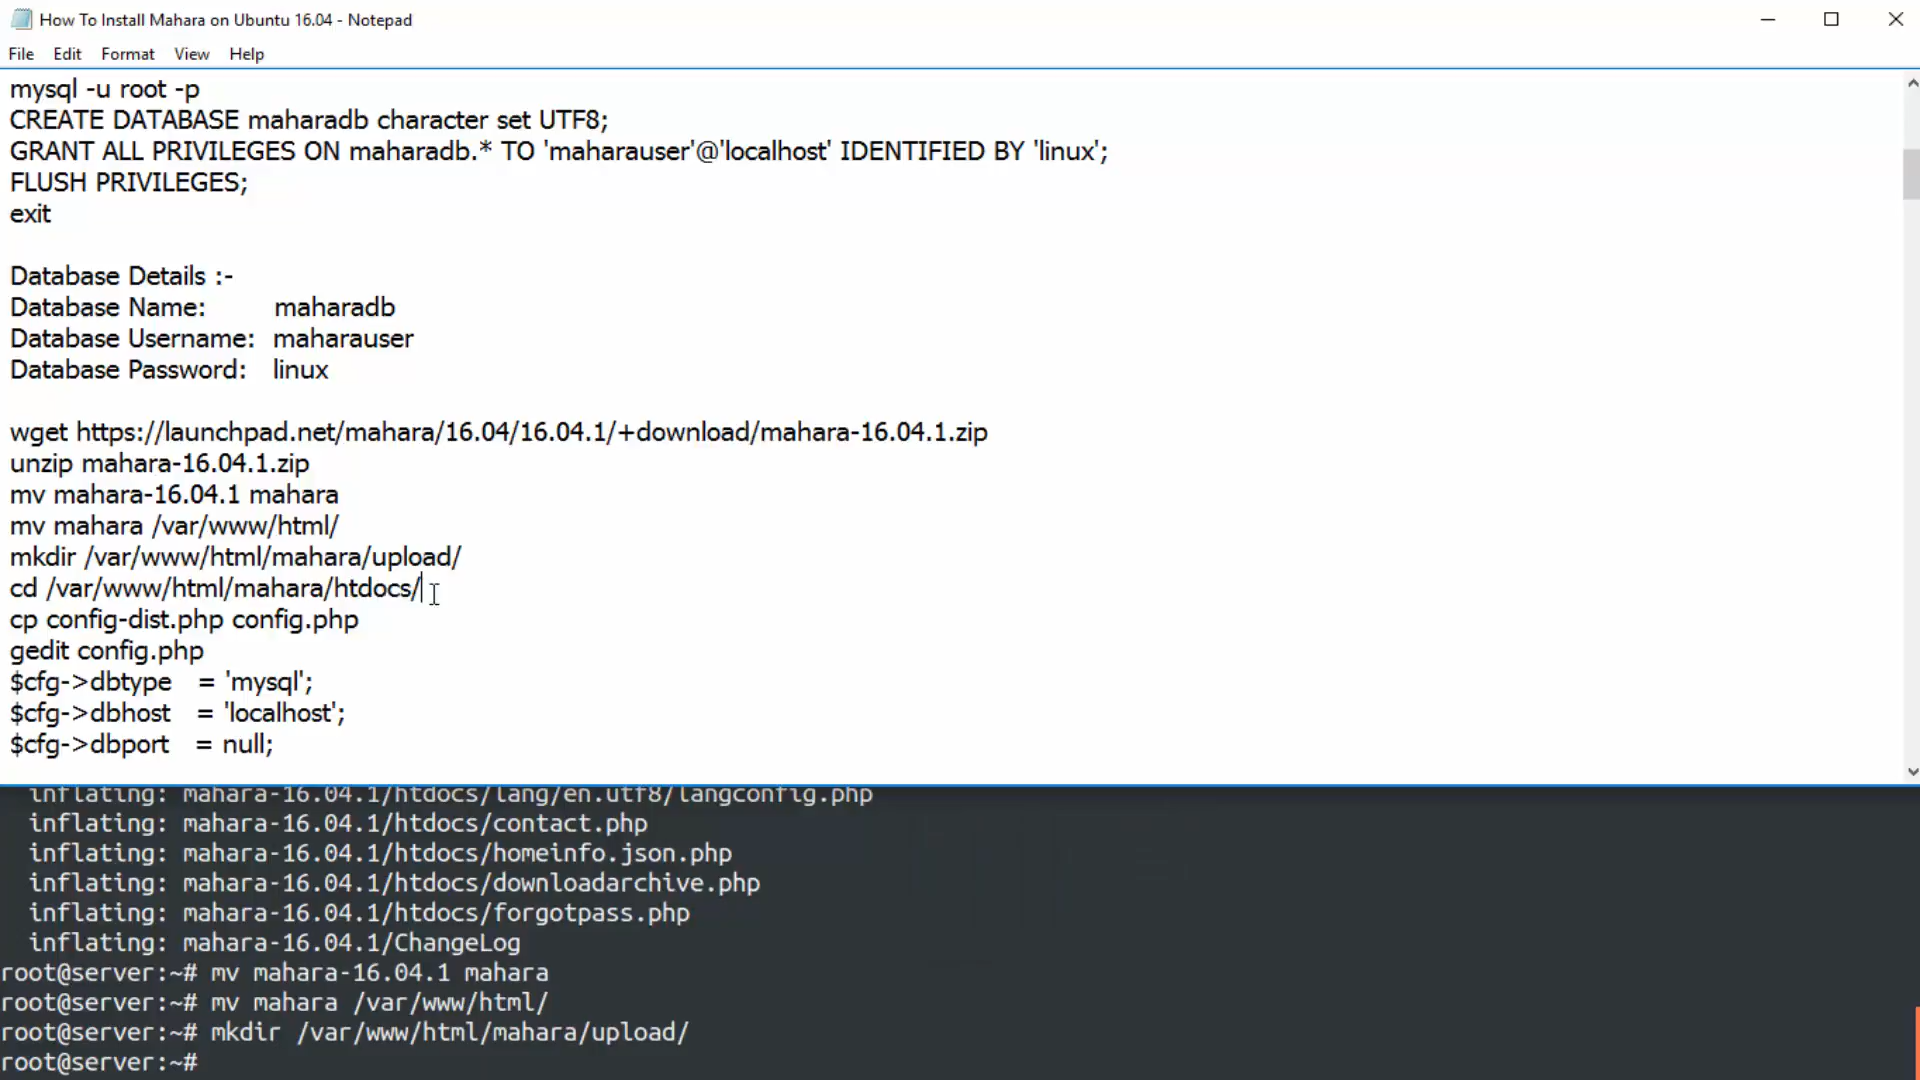 How To Install Mahara on Ubuntu 16.04 - Notepad
File Edit Format View Help
mysql -u root -p
CREATE DATABASE maharadb character set UTF8;
GRANT ALL PRIVILEGES ON maharadb.* TO 'maharauser'@'localhost' IDENTIFIED BY 'linux';
FLUSH PRIVILEGES;
exit
Database Details :-
Database Name: maharadb
Database Username: maharauser
Database Password: linux
wget https://launchpad.net/mahara/16.04/16.04.1/+download/mahara-16.04.1.zip
unzip mahara-16.04.1.zip
mv mahara-16.04.1 mahara
mv mahara /var/www/html/
mkdir /var/www/html/mahara/upload/
cd /var/www/html/mahara/htdocs/
cp config-dist.php config.php
gedit config.php
$cfg->dbtype = 'mysql';
$cfg->dbhost = 'localhost';
$cfg->dbport = null;
inflating: mahara-16.04.1/htdocs/lang/en.utf8/langconfig.php
inflating: mahara-16.04.1/htdocs/contact.php
inflating: mahara-16.04.1/htdocs/homeinfo.json.php
inflating: mahara-16.04.1/htdocs/downloadarchive.php
inflating: mahara-16.04.1/htdocs/forgotpass.php
inflating: mahara-16.04.1/ChangeLog
root@server:~# mv mahara-16.04.1 mahara
root@server:~# mv mahara /var/www/html/
root@server:~# mkdir /var/www/html/mahara/upload/
root@server:~#